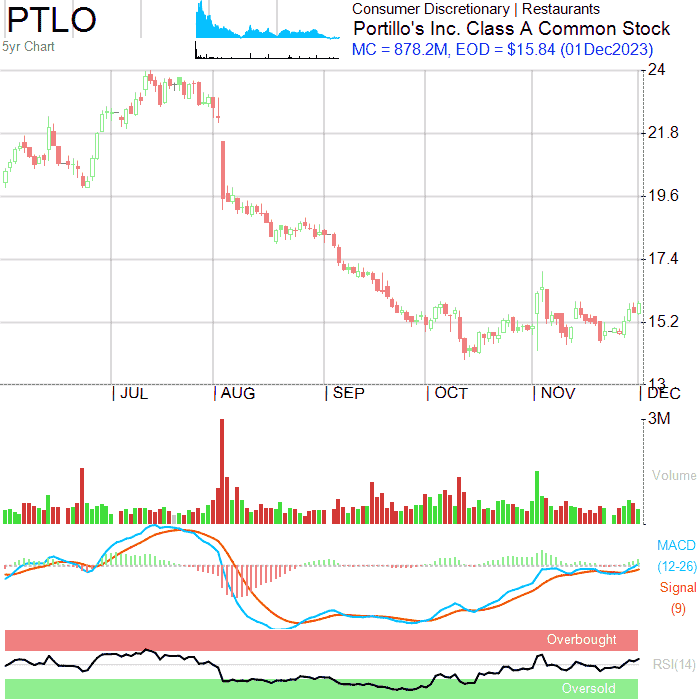 PTLO
5yr Chart
Consumer Discretionary | Restaurants
Portillo's Inc. Class A Common Stock
MC = 878.2M, EOD = $15.84 (01Dec2023)
24
21.8
19.6
17.4
15.2
13
JUL
AUG
SEP
OCT
NOV
DEC
3M
Volume
MACD
(12-26)
Signal
(9)
Overbought
RSI(14)
Oversold